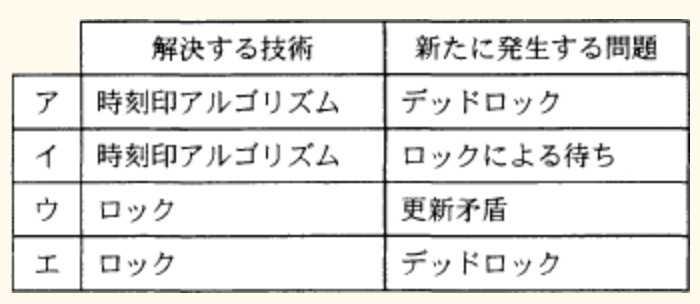 解決する技術 新たに発生する問題
ア 時刻印アルゴリズム デッドロック
イ 時刻印アルゴリズム ロックによる待ち
ウ ロック 更新矛盾
エ ロック デッドロック